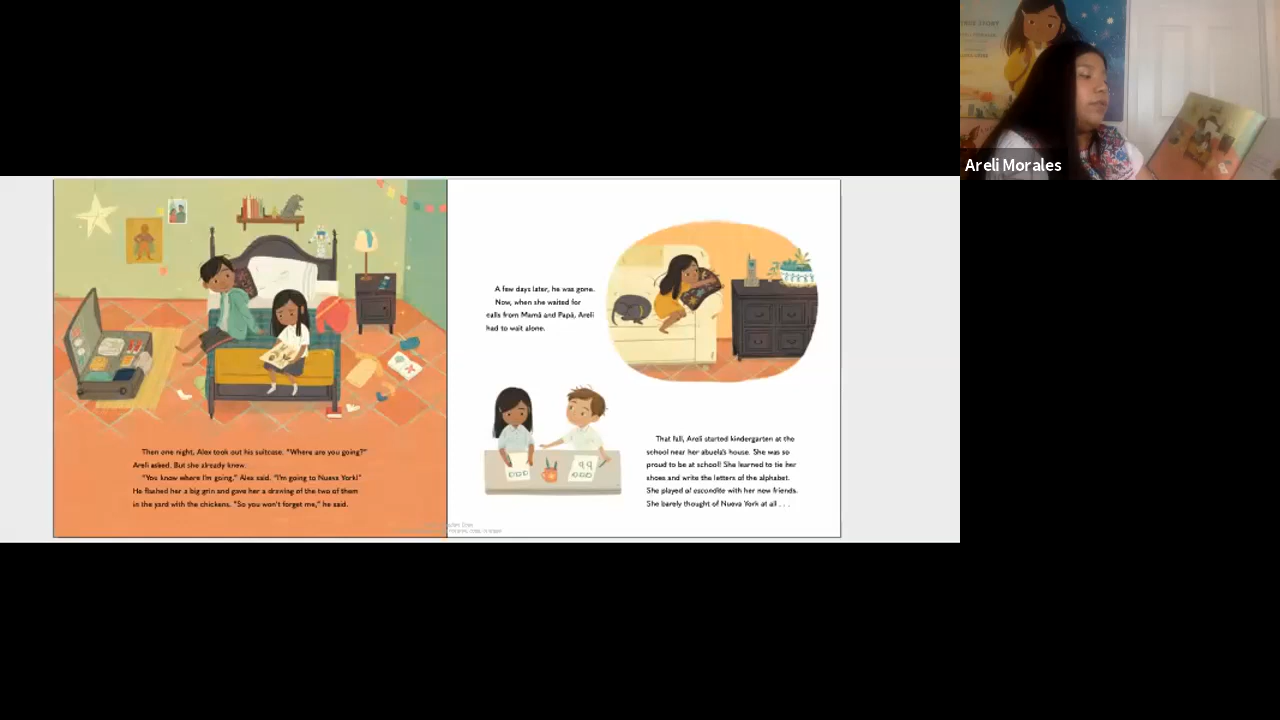 Areli Morales
Then one night, Alex took out his suitcase. "Where are you going?"
Areli asked. But she already knew.
"You know where I'm going," Alex said. "I'm going to Nueva York!"
He flashed her a big grin and gave her a drawing of the two of them
in the yard with the chickens. "So you won't forget me," he said.
A few days later, he was gone.
Now, when she waited for
calls from Mamá and Papá, Areli
had to wait alone.
That fall, Areli started kindergarten at the
school near her abuela's house. She was so
proud to be at school! She learned to tie her
shoes and write the letters of the alphabet.
She played al escondite with her new friends.
She barely thought of Nueva York at all . . .